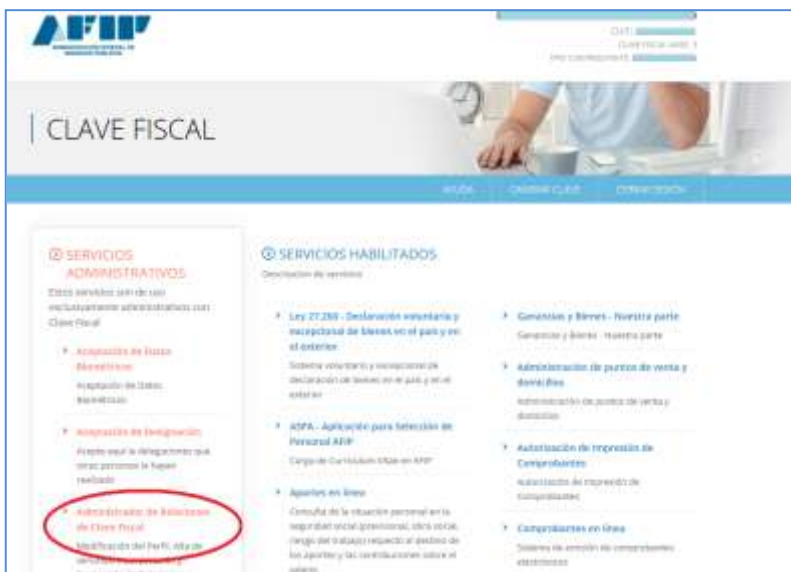 AFIP
CUIT:
CLAVE FISCAL
AYUDA
CAMBIAR CLAVE
CERRAR SESIÓN
SERVICIOS
ADMINISTRATIVOS
Estos servicios son de uso
exclusivamente administrativos con
Clave Fiscal
Aceptación de Datos
Biométricos
Aceptación de Datos
Biométricos
Aceptación de Designación
Acepte aquí la delegaciones que
otras personas le hayan
realizado
Administrador de Relaciones
de Clave Fiscal
Modificación del Perfil, Alta de
SERVICIOS HABILITADOS
Descripción de servicios
Ley 27.260 - Declaración voluntaria y
excepcional de bienes en el país y en
el exterior
Sistema voluntario y excepcional de
declaración de bienes en el país y en el
exterior
ASPA - Aplicación para Selección de
Personal AFIP
Carga de Curriculum Vitae en AFIP
Aportes en línea
Consulta de la situación personal en la
seguridad social (previsional, obra social,
riesgo del trabajo) respecto al destino de
los aportes y las contribuciones sobre el
salario
Ganancias y Bienes - Nuestra parte
Ganancias y Bienes - Nuestra parte
Administración de puntos de venta y
domicilios
Administración de puntos de venta y
domicilios
Autorización de Impresión de
Comprobantes
Autorización de Impresión de
Comprobantes
Comprobantes en línea
Sistema de emisión de comprobantes
electrónicos